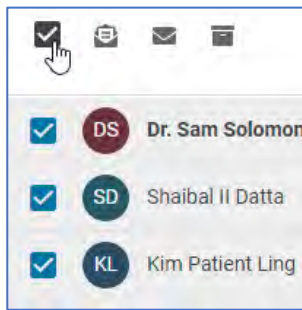 DS Dr. Sam Solomon
SD Shaibal II Datta
KL Kim Patient Ling